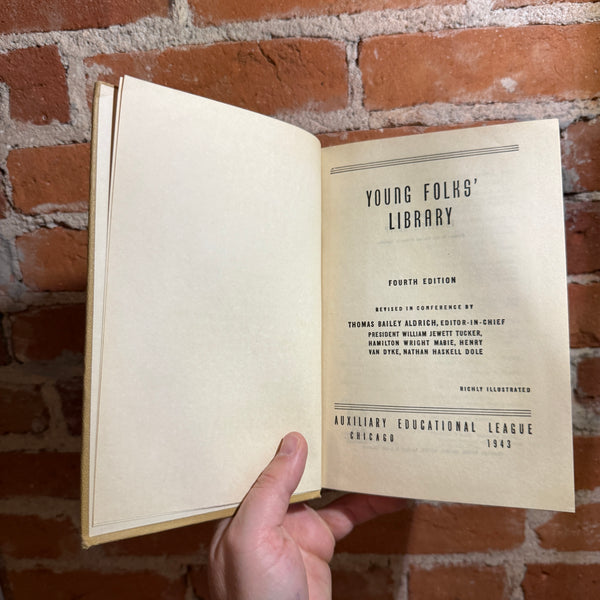 YOUNG FOLKS'
LIBRARY
FOURTH EDITION
REVISED IN CONFERENCE BY
THOMAS BAILEY ALDRICH, EDITOR-IN-CHIEF
PRESIDENT WILLIAM JEWETT TUCKER,
HAMILTON WRIGHT MABIE, HENRY
VAN DYKE, NATHAN HASKELL DOLE
RICHLY ILLUSTRATED
AUXILIARY EDUCATIONAL LEAGUE
CHICAGO 1943